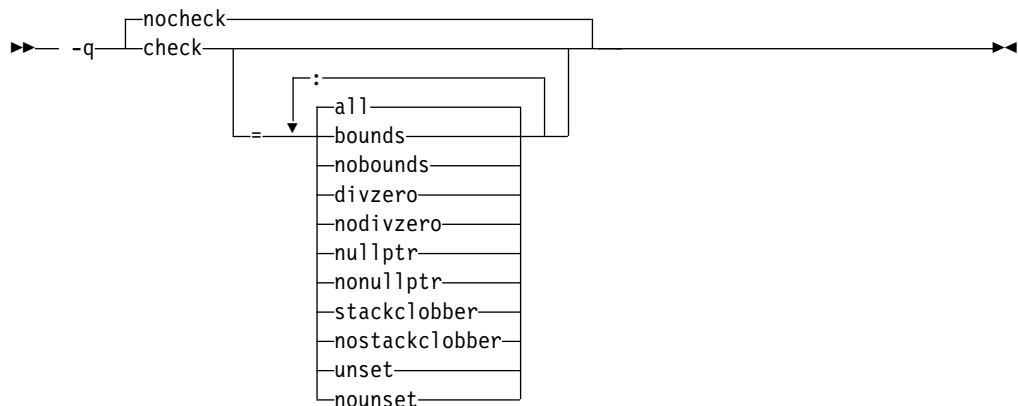 nocheck
-q check
:
all
= bounds
nobounds
divzero
nodivzero
nullptr
nonullptr
stackclobber
nostackclobber
unset
nounset